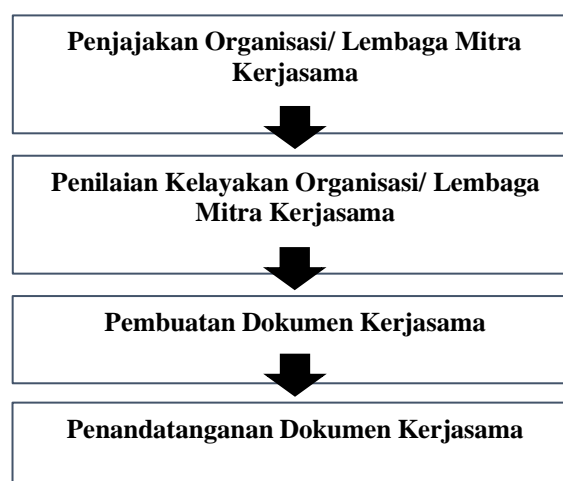 Penjajakan Organisasi/ Lembaga Mitra
Kerjasama
Penilaian Kelayakan Organisasi/ Lembaga
Mitra Kerjasama
Pembuatan Dokumen Kerjasama
Penandatanganan Dokumen Kerjasama